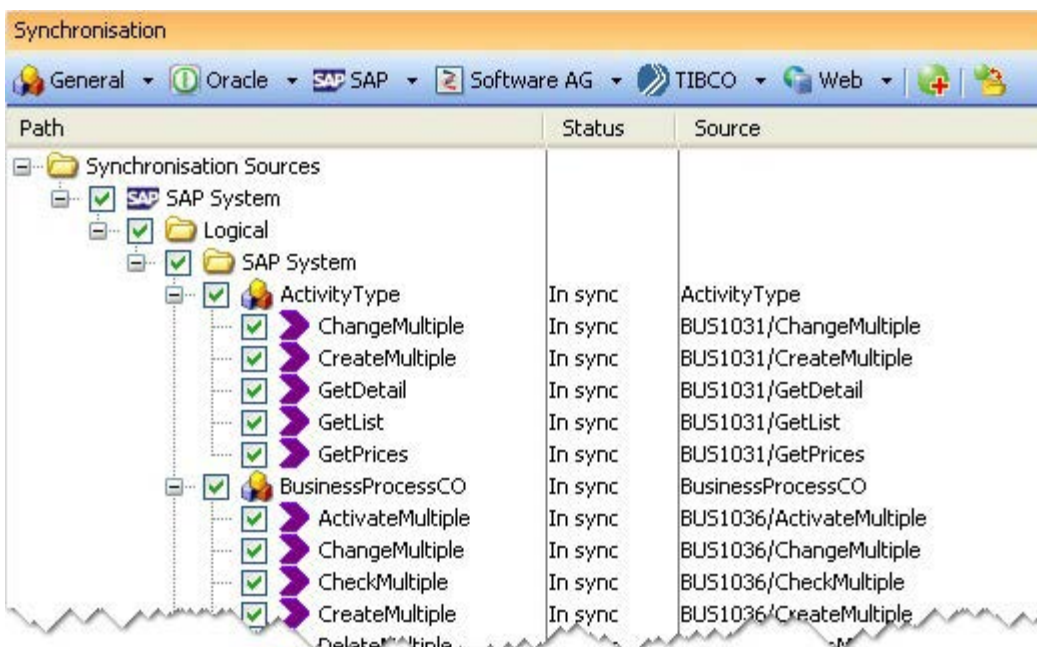 Synchronisation
General Oracle SAP SAP Software AG TIBCO Web
Path Status Source
Synchronisation Sources
SAP SAP System
Logical
SAP System
ActivityType In sync ActivityType
ChangeMultiple In sync BUS1031/ChangeMultiple
CreateMultiple In sync BUS1031/CreateMultiple
GetDetail In sync BUS1031/GetDetail
GetList In sync BUS1031/GetList
GetPrices In sync BUS1031/GetPrices
BusinessProcessCO In sync BusinessProcessCO
ActivateMultiple In sync BUS1036/ActivateMultiple
ChangeMultiple In sync BUS1036/ChangeMultiple
CheckMultiple In sync BUS1036/CheckMultiple
CreateMultiple In sync BUS1036/CreateMultiple